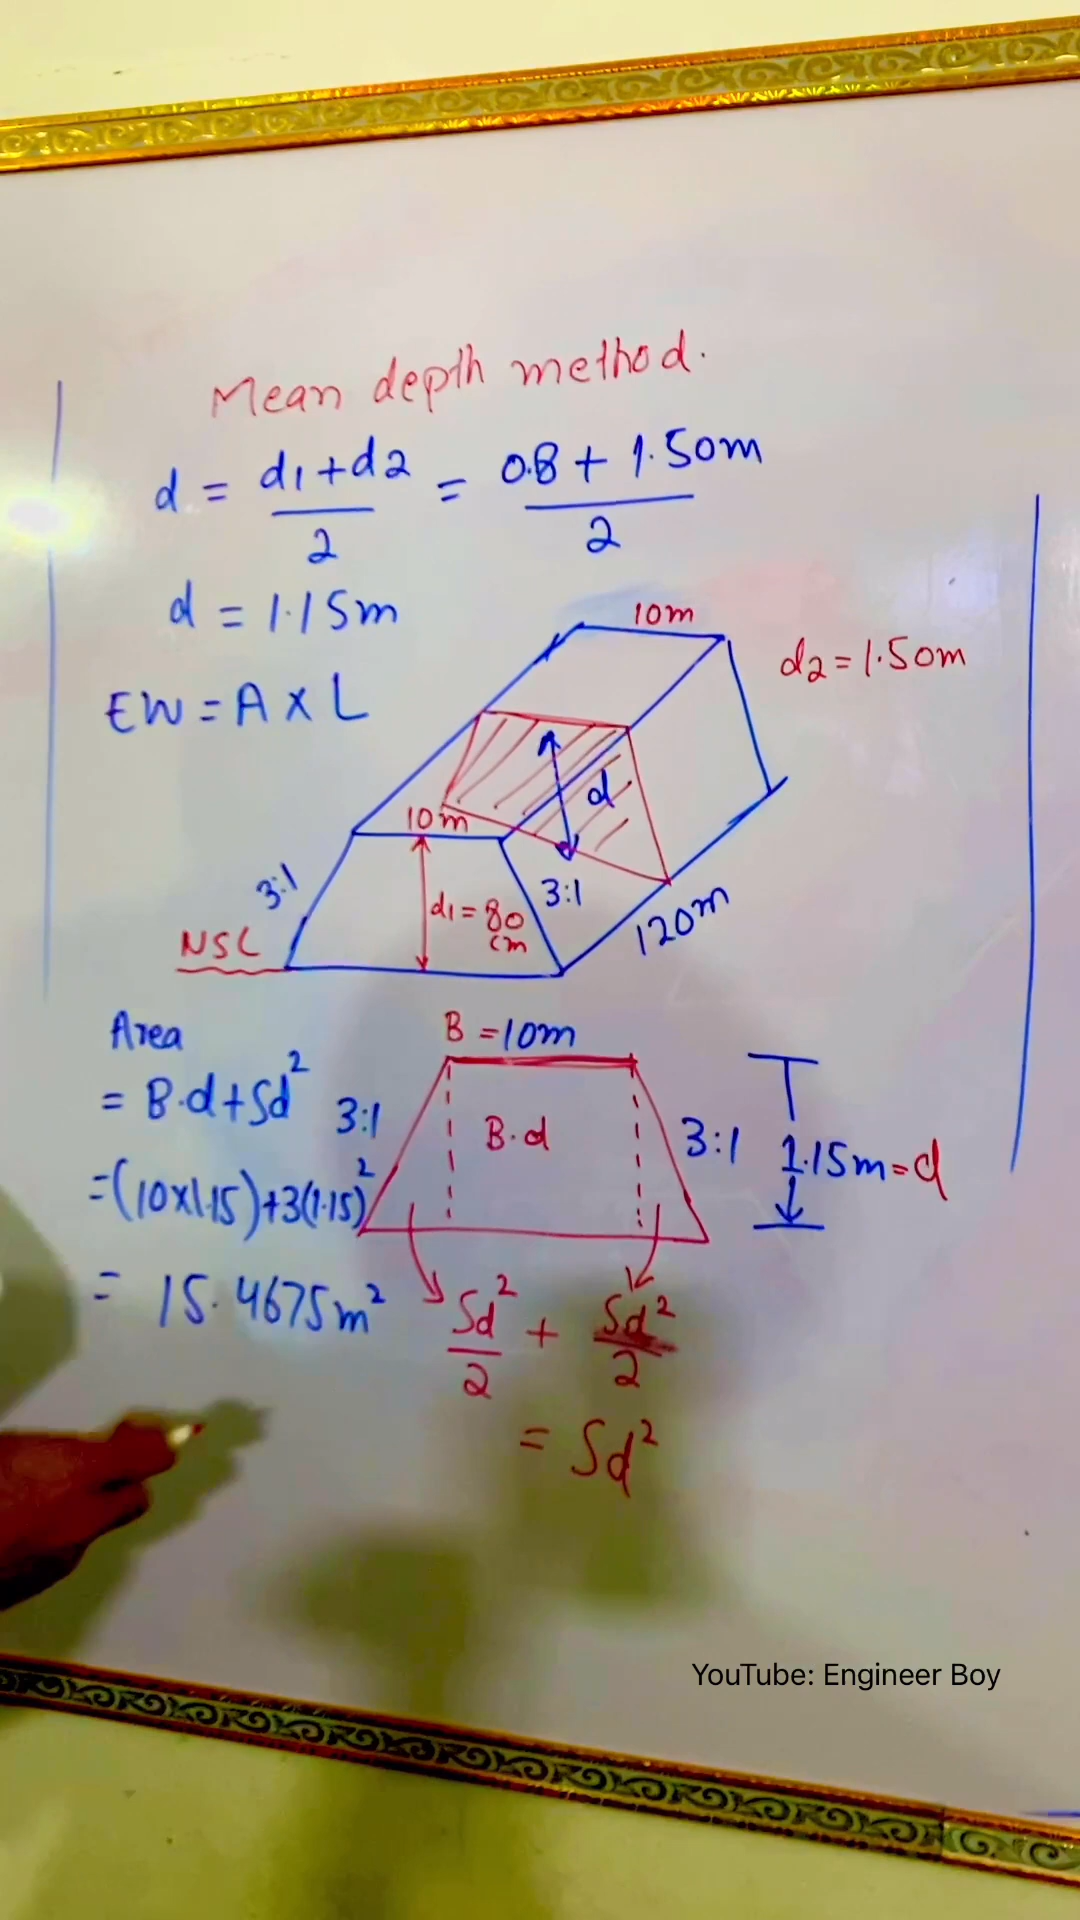 Mean depth method.
d = d1+d2 / 2 = 0.8 + 1.50m / 2
d = 1.15m
10m
d2 = 1.50m
EW = A X L
d
10m
3:1
d1 = 80 cm
3:1
120m
NSL
Area
B = 10m
= B.d+Sd²
3:1
B.d
3:1
1.15m=d
=(10x1.15)+3(1.15)²
= 15.4675m²
Sd²/2 + Sd²/2
= Sd²
YouTube: Engineer Boy